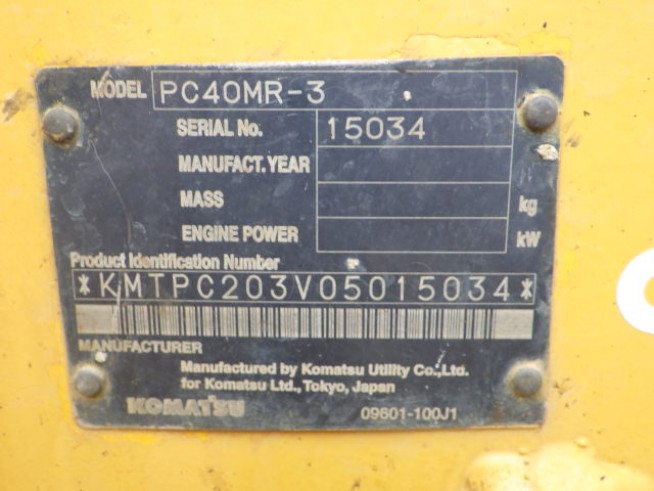 MODEL PC40MR-3
SERIAL No. 15034
MANUFACT. YEAR
MASS kg
ENGINE POWER kW
Product Identification Number
*KMTPC203V05015034*
MANUFACTURER
Manufactured by Komatsu Utility Co.,Ltd.
for Komatsu Ltd., Tokyo, Japan
KOMATSU 09601-100J1